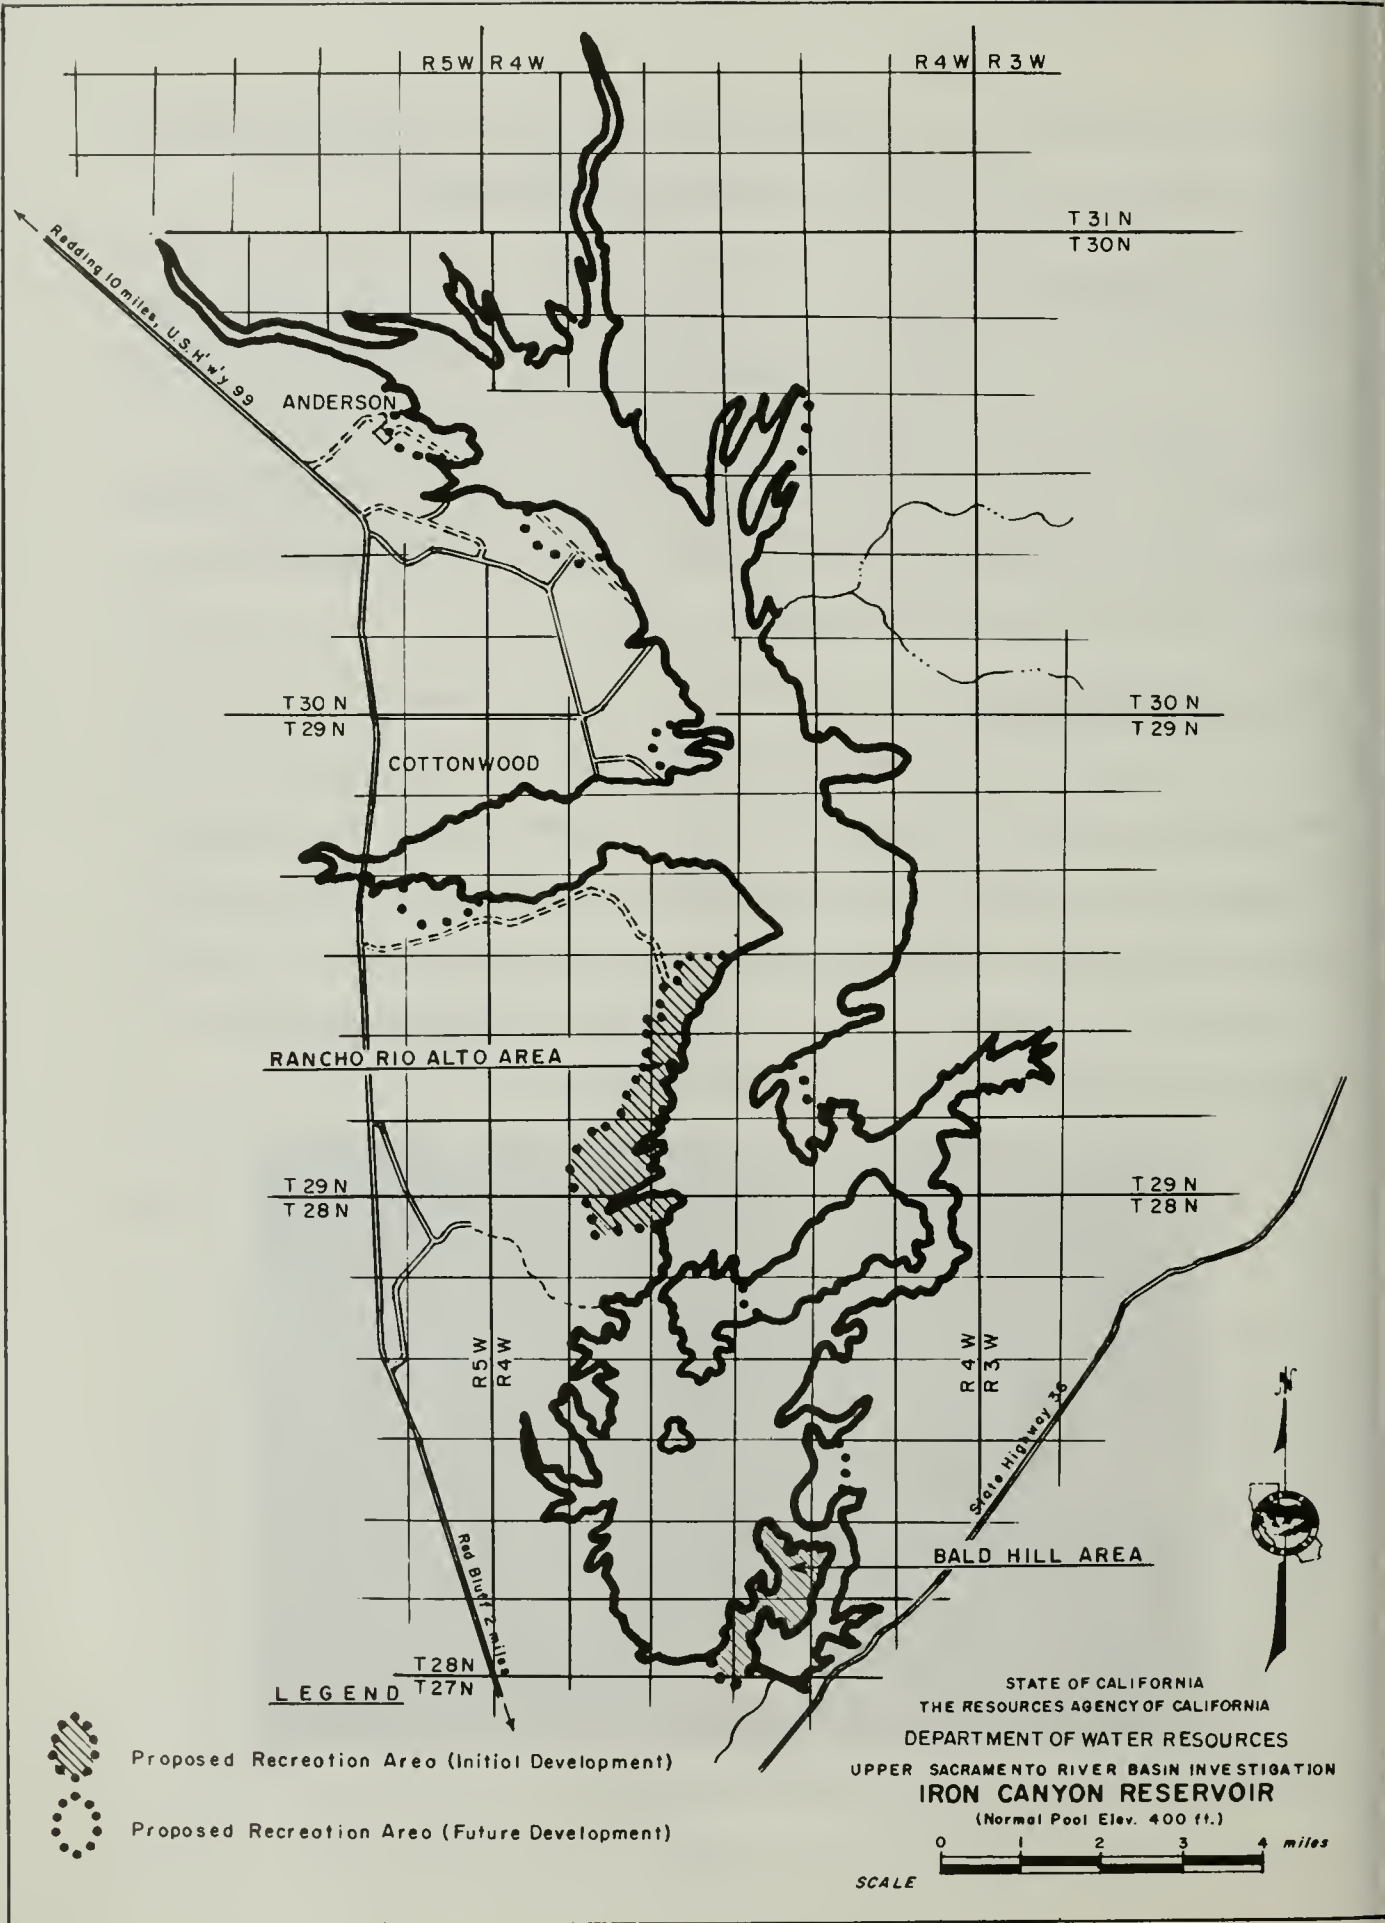 R5W R4W
R4W R3W
T31N
T30N
Redding 10 miles, U.S. H'w'y 99
ANDERSON
T30N
T29N
T30N
T29N
COTTONWOOD
RANCHO RIO ALTO AREA
T29N
T28N
T29N
T28N
R5W
R4W
R4W
R3W
State Highway 36
N
BALD HILL AREA
Red Bluff 2 miles
T28N
T27N
LEGEND
Proposed Recreation Area (Initial Development)
Proposed Recreation Area (Future Development)
STATE OF CALIFORNIA
THE RESOURCES AGENCY OF CALIFORNIA
DEPARTMENT OF WATER RESOURCES
UPPER SACRAMENTO RIVER BASIN INVESTIGATION
IRON CANYON RESERVOIR
(Normal Pool Elev. 400 ft.)
0 1 2 3 4 miles
SCALE